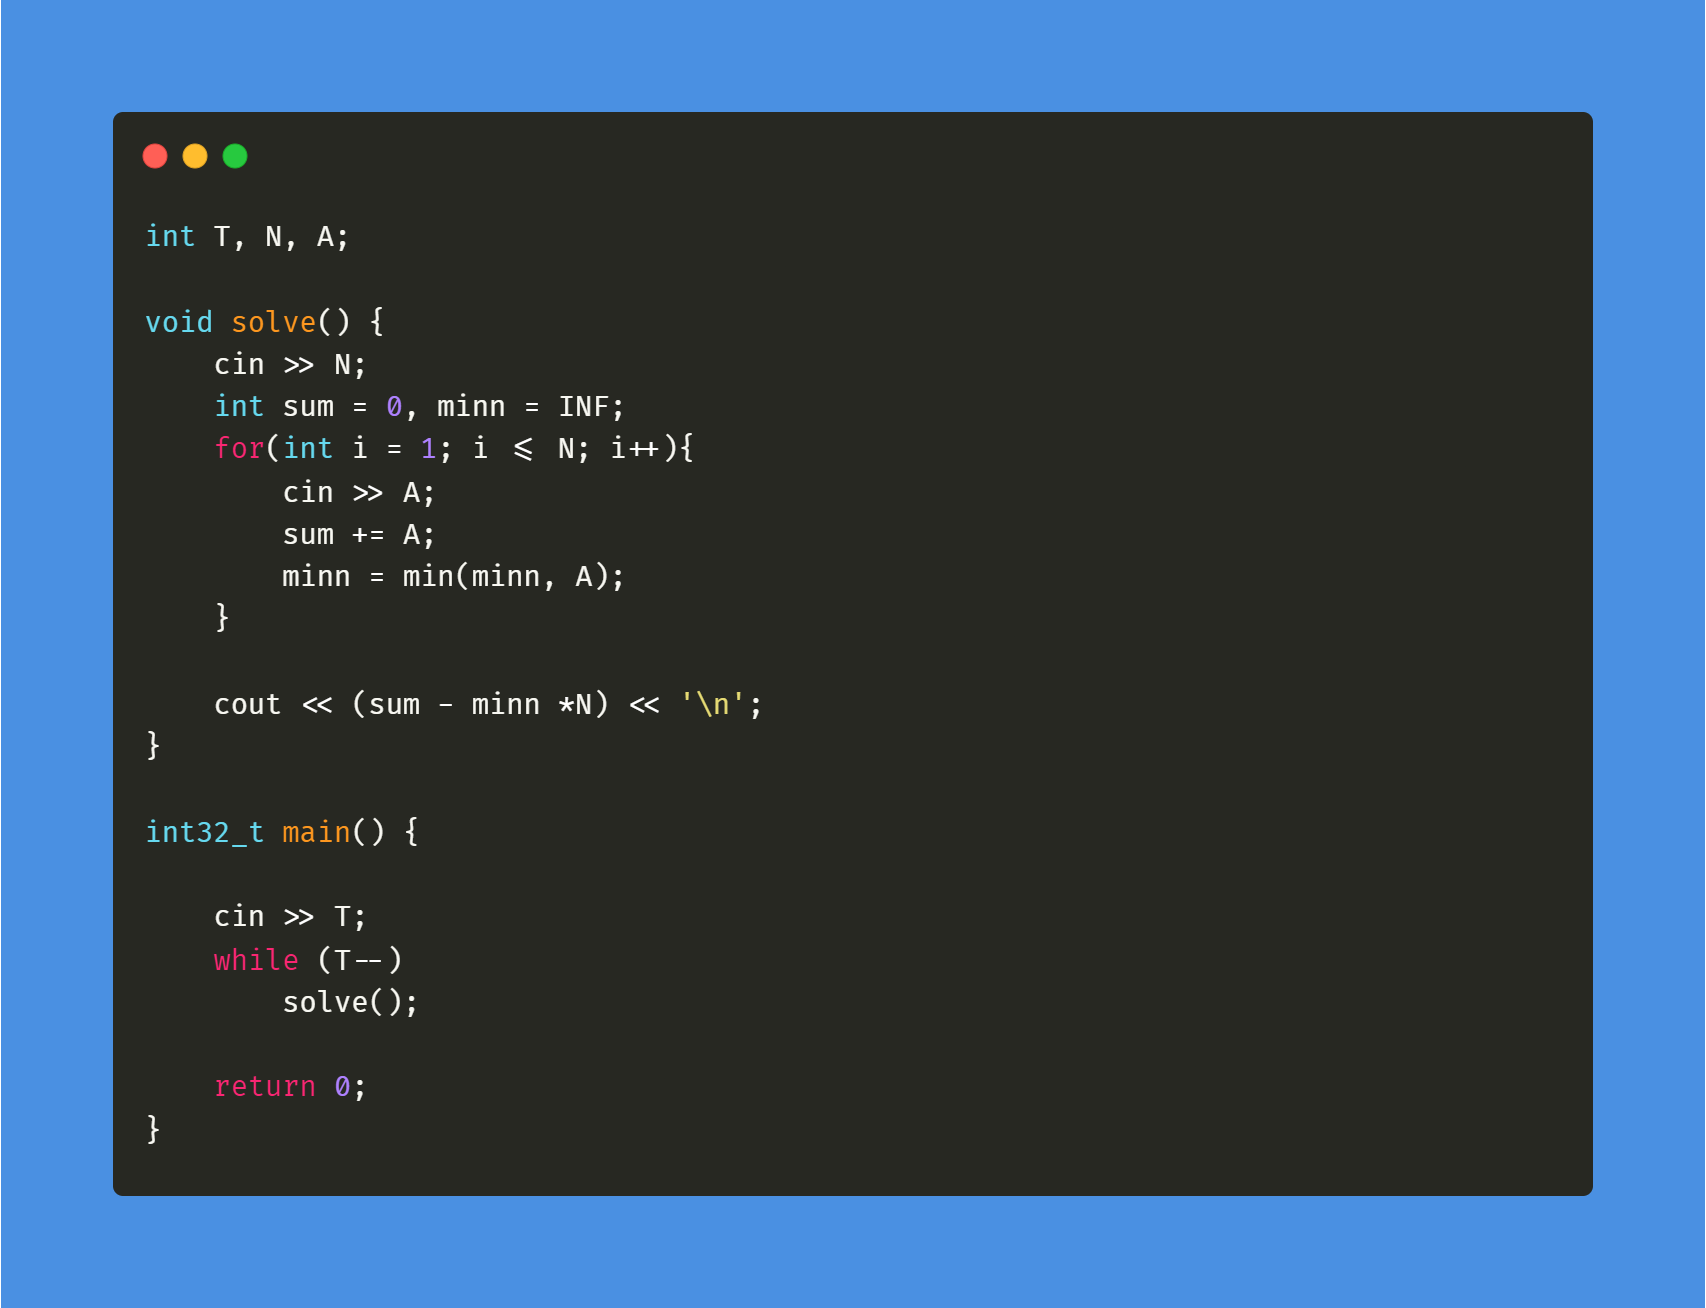 int T, N, A;
void solve() {
    cin >> N;
    int sum = 0, minn = INF;
    for(int i = 1; i <= N; i++){
        cin >> A;
        sum += A;
        minn = min(minn, A);
    }
    cout << (sum - minn *N) << '\n';
}
int32_t main() {
    cin >> T;
    while (T--)
        solve();
    return 0;
}